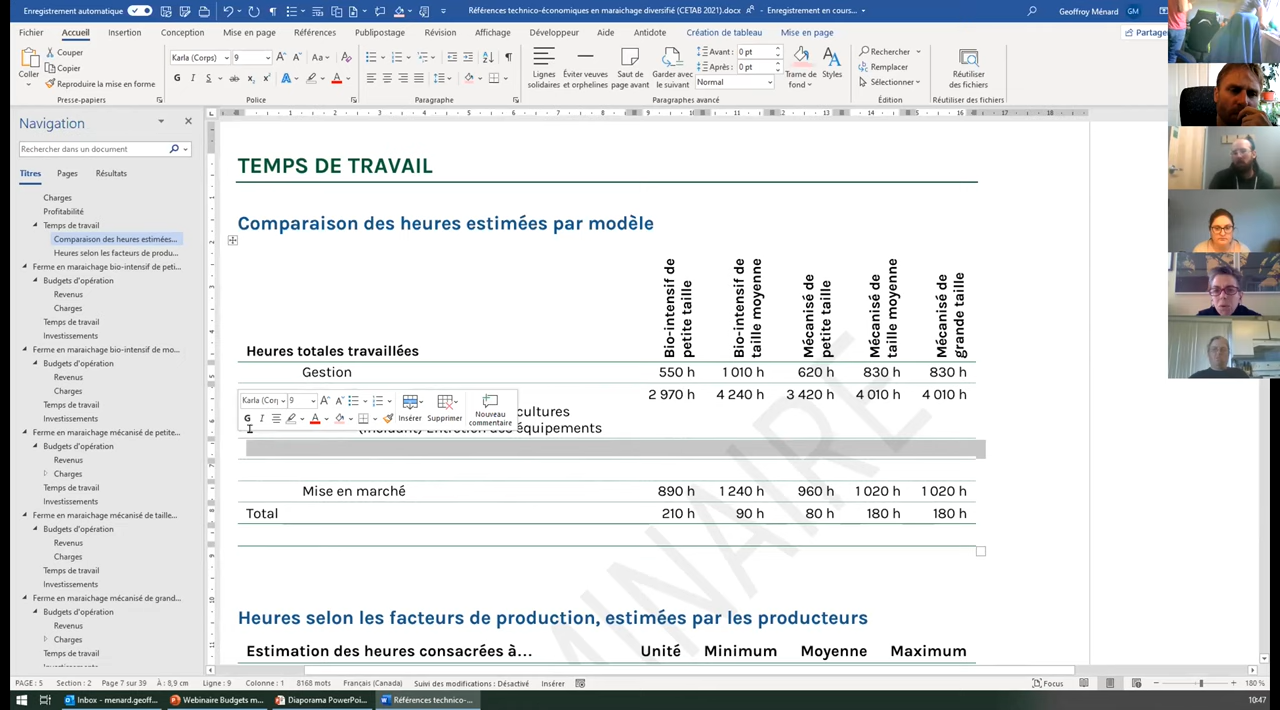 Enregistrement automatique
Références technico-économiques en maraichage diversifié (CETAB 2021).docx
Enregistrement en cours...
Geoffroy Ménard GM
Fichier Accueil Insertion Conception Mise en page Références Publipostage Révision Affichage Développeur Aide Antidote Création de tableau Mise en page
Partage
Coller
Couper
Copier
Reproduire la mise en forme
Presse-papiers
Karla (Corps) 9
Police
Paragraphe
Lignes solidaires
Éviter veuves et orphelines
Saut de page avant
Garder avec le suivant
Avant : 0 pt
Après : 0 pt
Normal
Paragraphes avancé
Trame de fond
Styles
Rechercher
Remplacer
Sélectionner
Édition
Réutiliser des fichiers
Réutiliser des fichiers
Navigation
Rechercher dans un document
Titres Pages Résultats
Charges
Profitabilité
Temps de travail
Comparaison des heures estimées...
Heures selon les facteurs de produ...
Ferme en maraichage bio-intensif de peti...
Budgets d'opération
Revenus
Charges
Temps de travail
Investissements
Ferme en maraichage bio-intensif de mo...
Budgets d'opération
Revenus
Charges
Temps de travail
Investissements
Ferme en maraichage mécanisé de petite...
Budgets d'opération
Revenus
Charges
Temps de travail
Investissements
Ferme en maraichage mécanisé de taille...
Budgets d'opération
Revenus
Charges
Temps de travail
Investissements
Ferme en maraichage mécanisé de grand...
Budgets d'opération
Revenus
Charges
Temps de travail
TEMPS DE TRAVAIL
Comparaison des heures estimées par modèle
Heures totales travaillées
Bio-intensif de petite taille
Bio-intensif de taille moyenne
Mécanisé de petite taille
Mécanisé de taille moyenne
Mécanisé de grande taille
Gestion 550 h 1 010 h 620 h 830 h 830 h
2 970 h 4 240 h 3 420 h 4 010 h 4 010 h
cultures
Entretien des équipements
Karla (Corp 9
Insérer Supprimer
Nouveau commentaire
Mise en marché 890 h 1 240 h 960 h 1 020 h 1 020 h
Total 210 h 90 h 80 h 180 h 180 h
MINAIRE
Heures selon les facteurs de production, estimées par les producteurs
Estimation des heures consacrées à... Unité Minimum Moyenne Maximum
PAGE : 5 Section : 2 Page 7 sur 39 À : 8,9 cm Ligne : 9 Colonne : 1 8168 mots Français (Canada) Suivi des modifications : Désactivé Insérer
Focus
180 %
Inbox - menard.geoff...
Webinaire Budgets m...
Diaporama PowerPoi...
Références technico-...
10:47